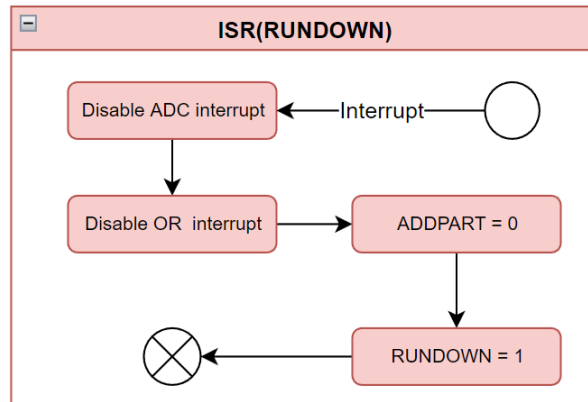 ISR(RUNDOWN)
Disable ADC interrupt
Interrupt
Disable OR interrupt
ADDPART = 0
RUNDOWN = 1